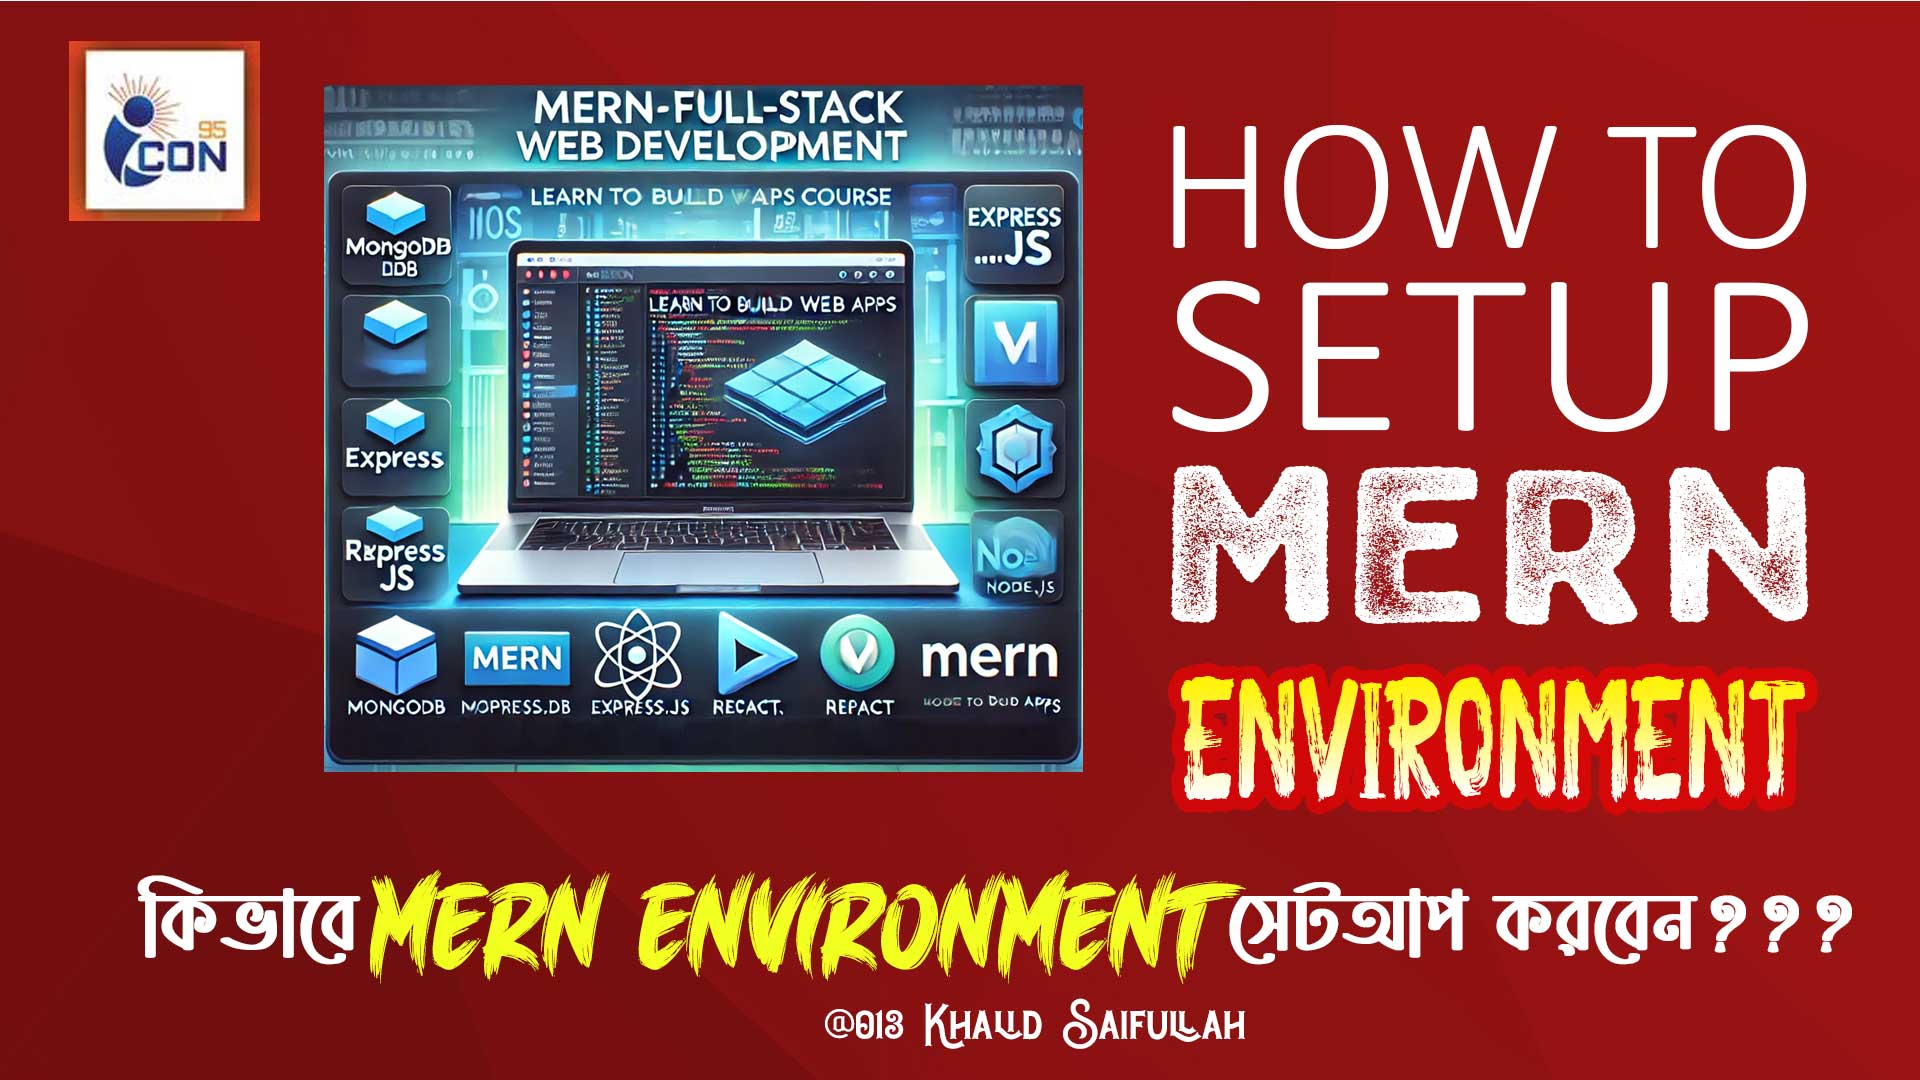 95
CON
MERN-FULL-STACK
WEB DEVELOPMENT
LEARN TO BUILD WAPS COURSE
MongoDB
DDB
Express
Rxpress
JS
LEARN TO BUILD WEB APPS
EXPRESS
....JS
NODE.JS
MERN
mern
MONGODB
MOPRESS.DB
EXPRESS.JS
RECACT.
REPACT
HOW TO
SETUP
MERN
ENVIRONMENT
কিভাবে MERN ENVIRONMENT সেটআপ করবেন???
@013 KHALID SAIFULLAH